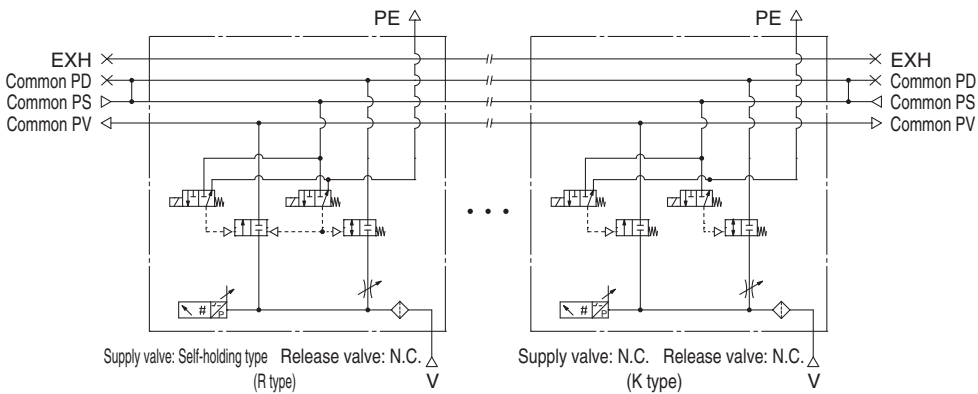 PE PE
EXH EXH
Common PD Common PD
Common PS Common PS
Common PV Common PV
# P # P
Supply valve: Self-holding type Release valve: N.C. V Supply valve: N.C. Release valve: N.C. V
(R type) (K type)